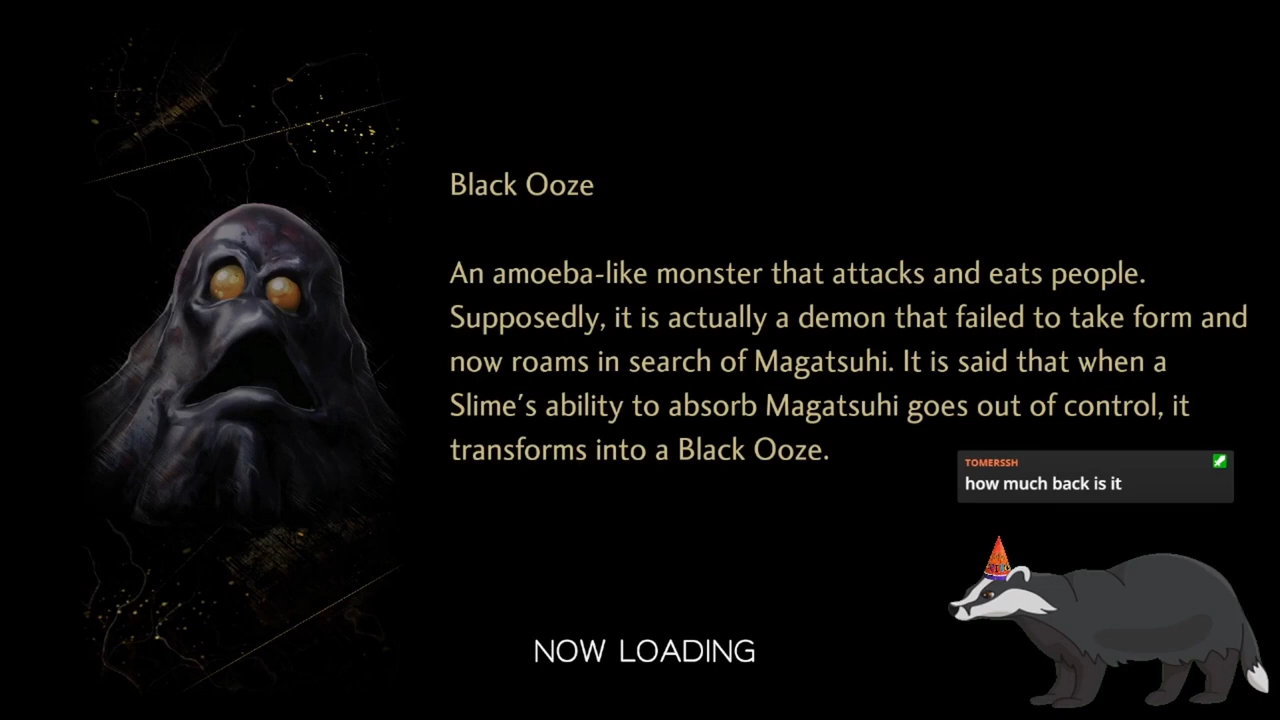 Black Ooze
An amoeba-like monster that attacks and eats people.
Supposedly, it is actually a demon that failed to take form and
now roams in search of Magatsuhi. It is said that when a
Slime's ability to absorb Magatsuhi goes out of control, it
transforms into a Black Ooze.
TOMERSSH
how much back is it
NOW LOADING